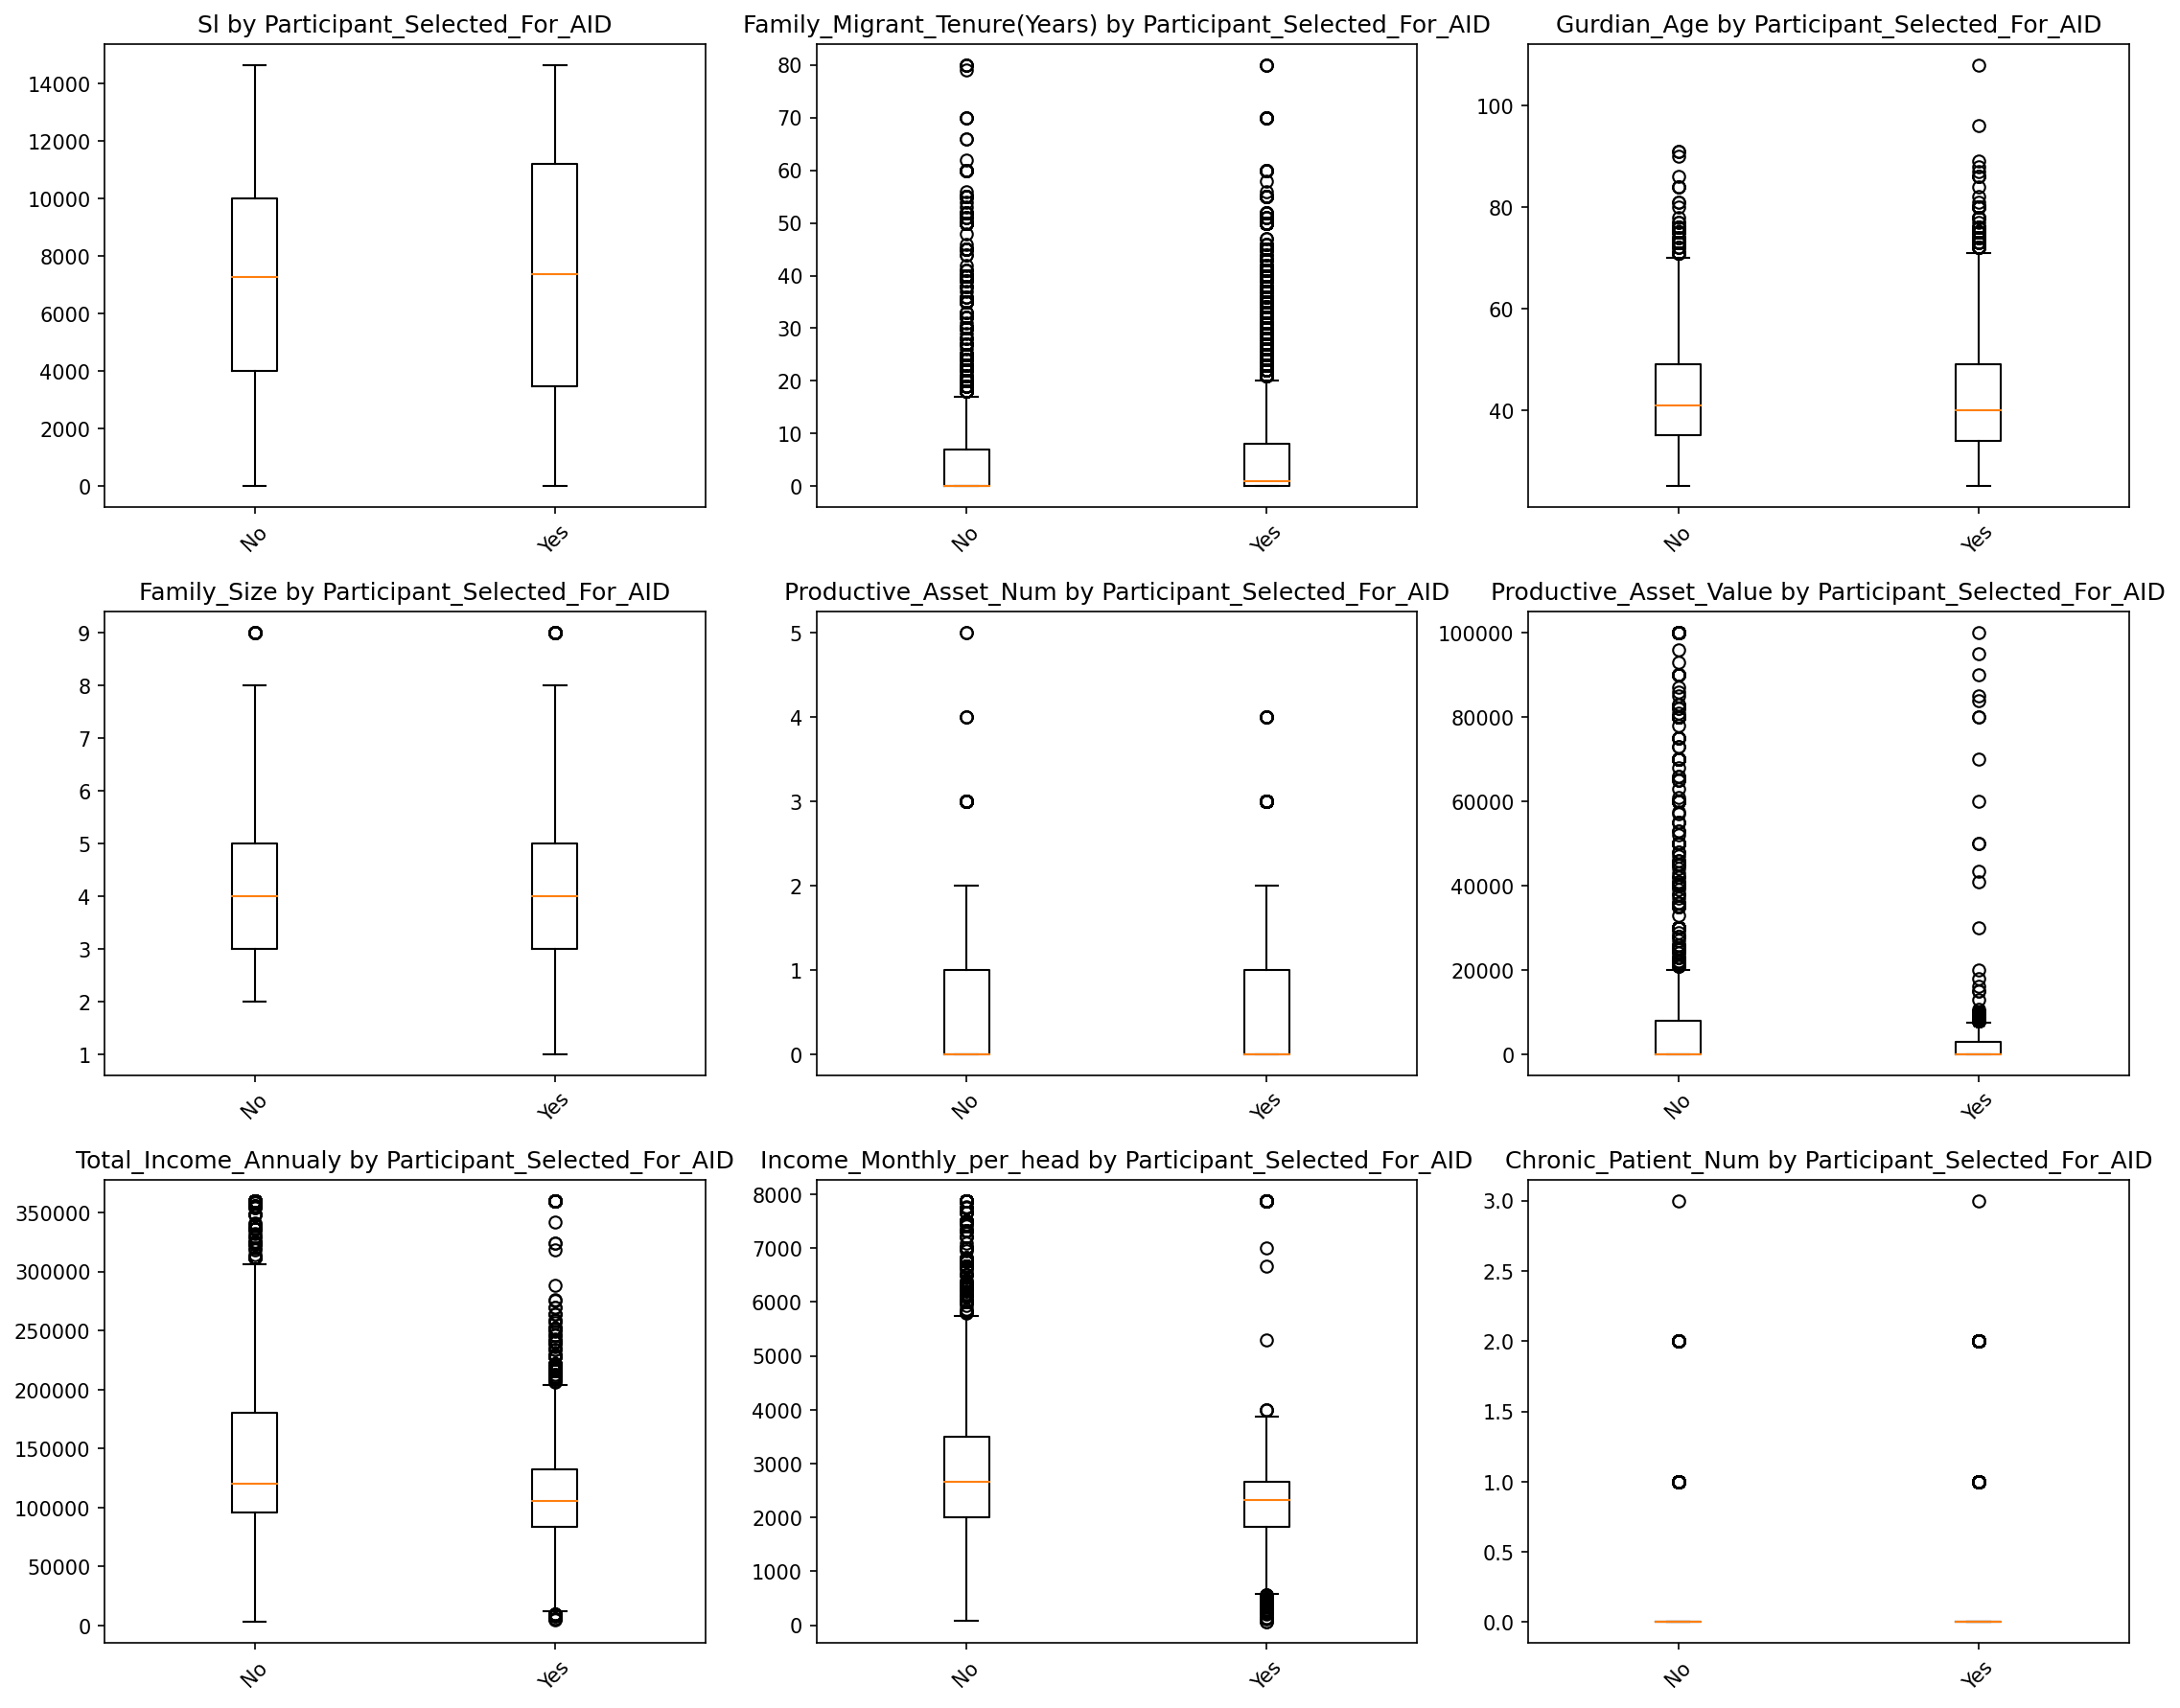 Sl by Participant_Selected_For_AID
14000
12000
10000
8000
6000
4000
2000
0
No
Yes
Family_Migrant_Tenure(Years) by Participant_Selected_For_AID
80
70
60
50
40
30
20
10
0
No
Yes
Gurdian_Age by Participant_Selected_For_AID
100
80
60
40
No
Yes
Family_Size by Participant_Selected_For_AID
9
8
7
6
5
4
3
2
1
No
Yes
Productive_Asset_Num by Participant_Selected_For_AID
5
4
3
2
1
0
No
Yes
Productive_Asset_Value by Participant_Selected_For_AID
100000
80000
60000
40000
20000
0
No
Yes
Total_Income_Annualy by Participant_Selected_For_AID
350000
300000
250000
200000
150000
100000
50000
0
No
Yes
Income_Monthly_per_head by Participant_Selected_For_AID
8000
7000
6000
5000
4000
3000
2000
1000
0
No
Yes
Chronic_Patient_Num by Participant_Selected_For_AID
3.0
2.5
2.0
1.5
1.0
0.5
0.0
No
Yes